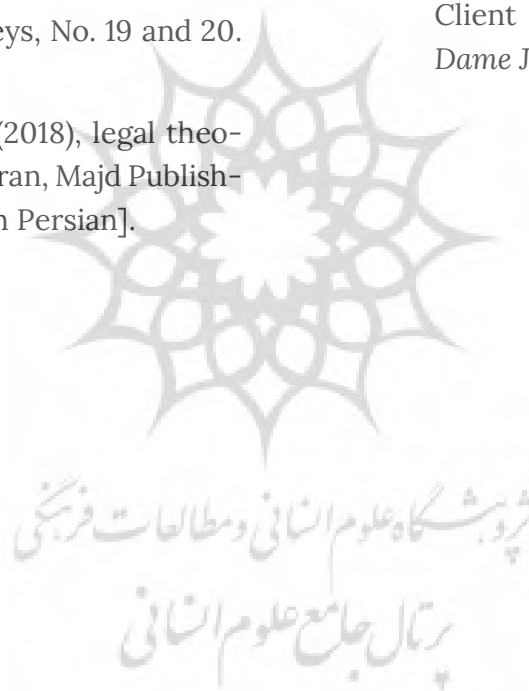 eys, No. 19 and 20.
(2018), legal theo-
ran, Majd Publish-
n Persian].
Client
Dame J
پژوهشگاه علوم انسانی و مطالعات فرهنگی
پرتال جامع علوم انسانی